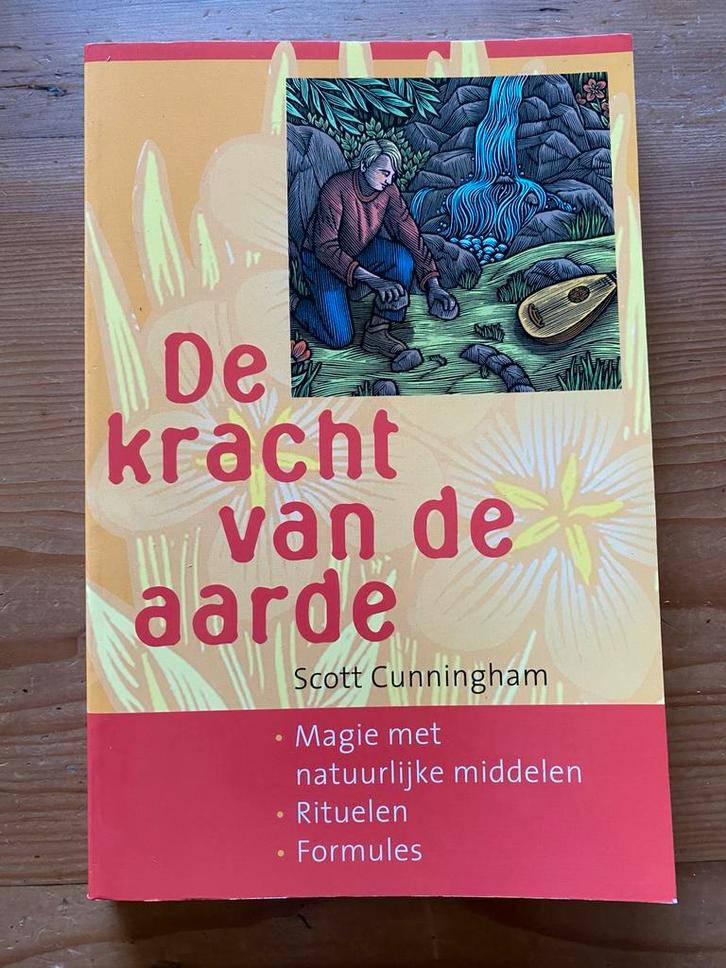 De
kracht
van de
aarde
Scott Cunningham
• Magie met
natuurlijke middelen
• Rituelen
• Formules